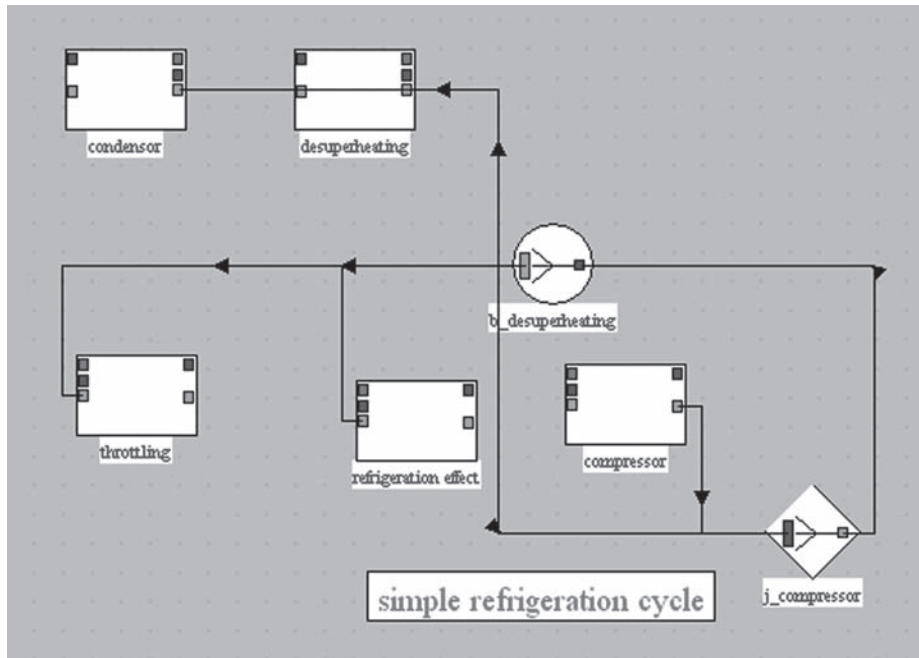 condensor
desuperheating
b_desuperheating
throttling
refrigeration effect
compressor
j_compressor
simple refrigeration cycle